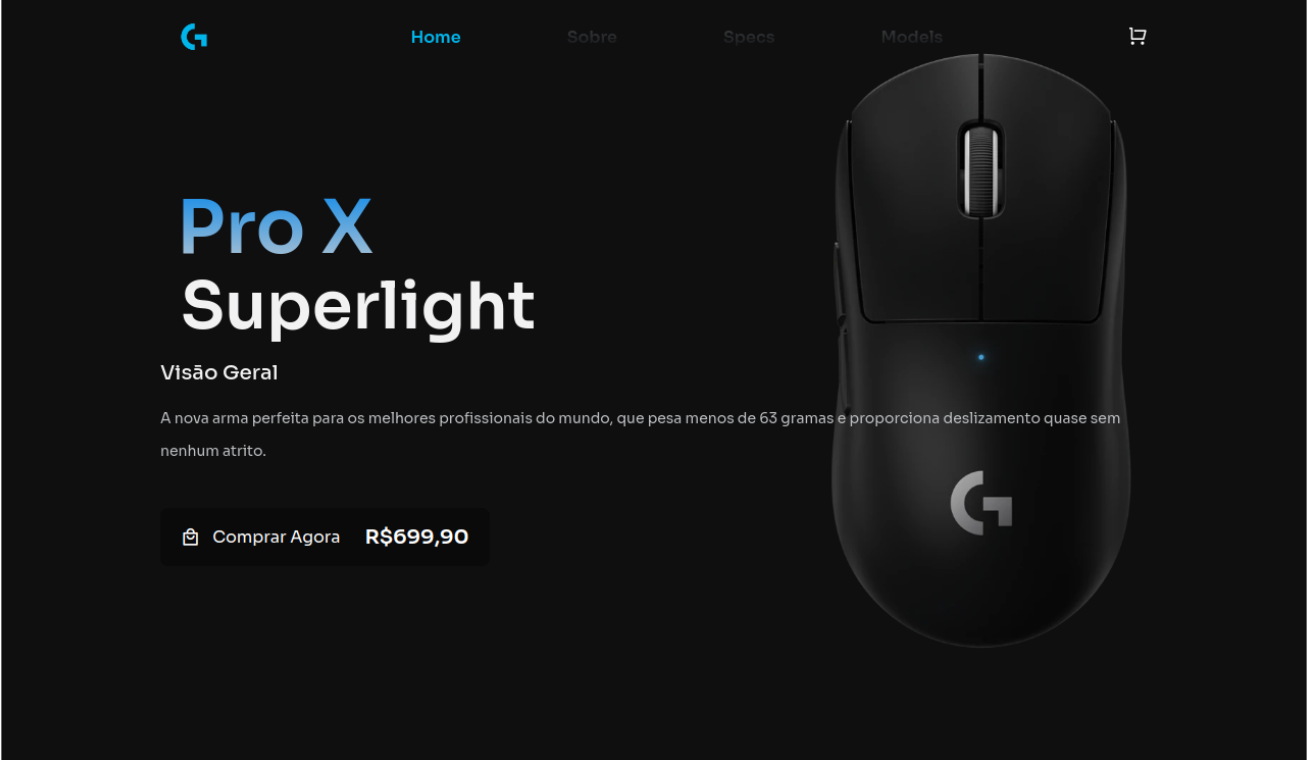 Home Sobre Specs Models
Pro X
Superlight
Visão Geral
A nova arma perfeita para os melhores profissionais do mundo, que pesa menos de 63 gramas e proporciona deslizamento quase sem
nenhum atrito.
Comprar Agora R$699,90